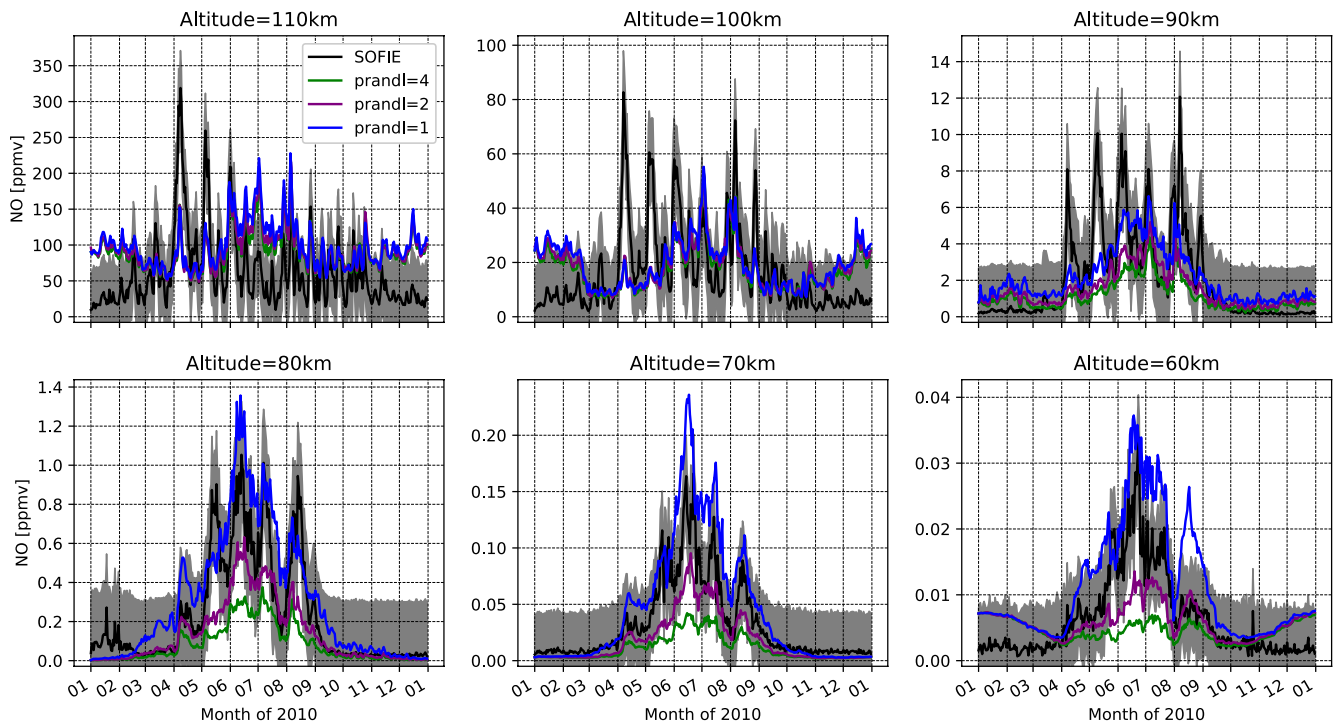 Altitude=110km
Altitude=100km
Altitude=90km
NO [ppmv]
350
300
250
200
150
100
50
0
SOFIE
prandl=4
prandl=2
prandl=1
100
80
60
40
20
0
14
12
10
8
6
4
2
0
Altitude=80km
Altitude=70km
Altitude=60km
NO [ppmv]
1.4
1.2
1.0
0.8
0.6
0.4
0.2
0.0
0.20
0.15
0.10
0.05
0.00
0.04
0.03
0.02
0.01
0.00
01 02 03 04 05 06 07 08 09 10 11 12 01
01 02 03 04 05 06 07 08 09 10 11 12 01
01 02 03 04 05 06 07 08 09 10 11 12 01
Month of 2010
Month of 2010
Month of 2010